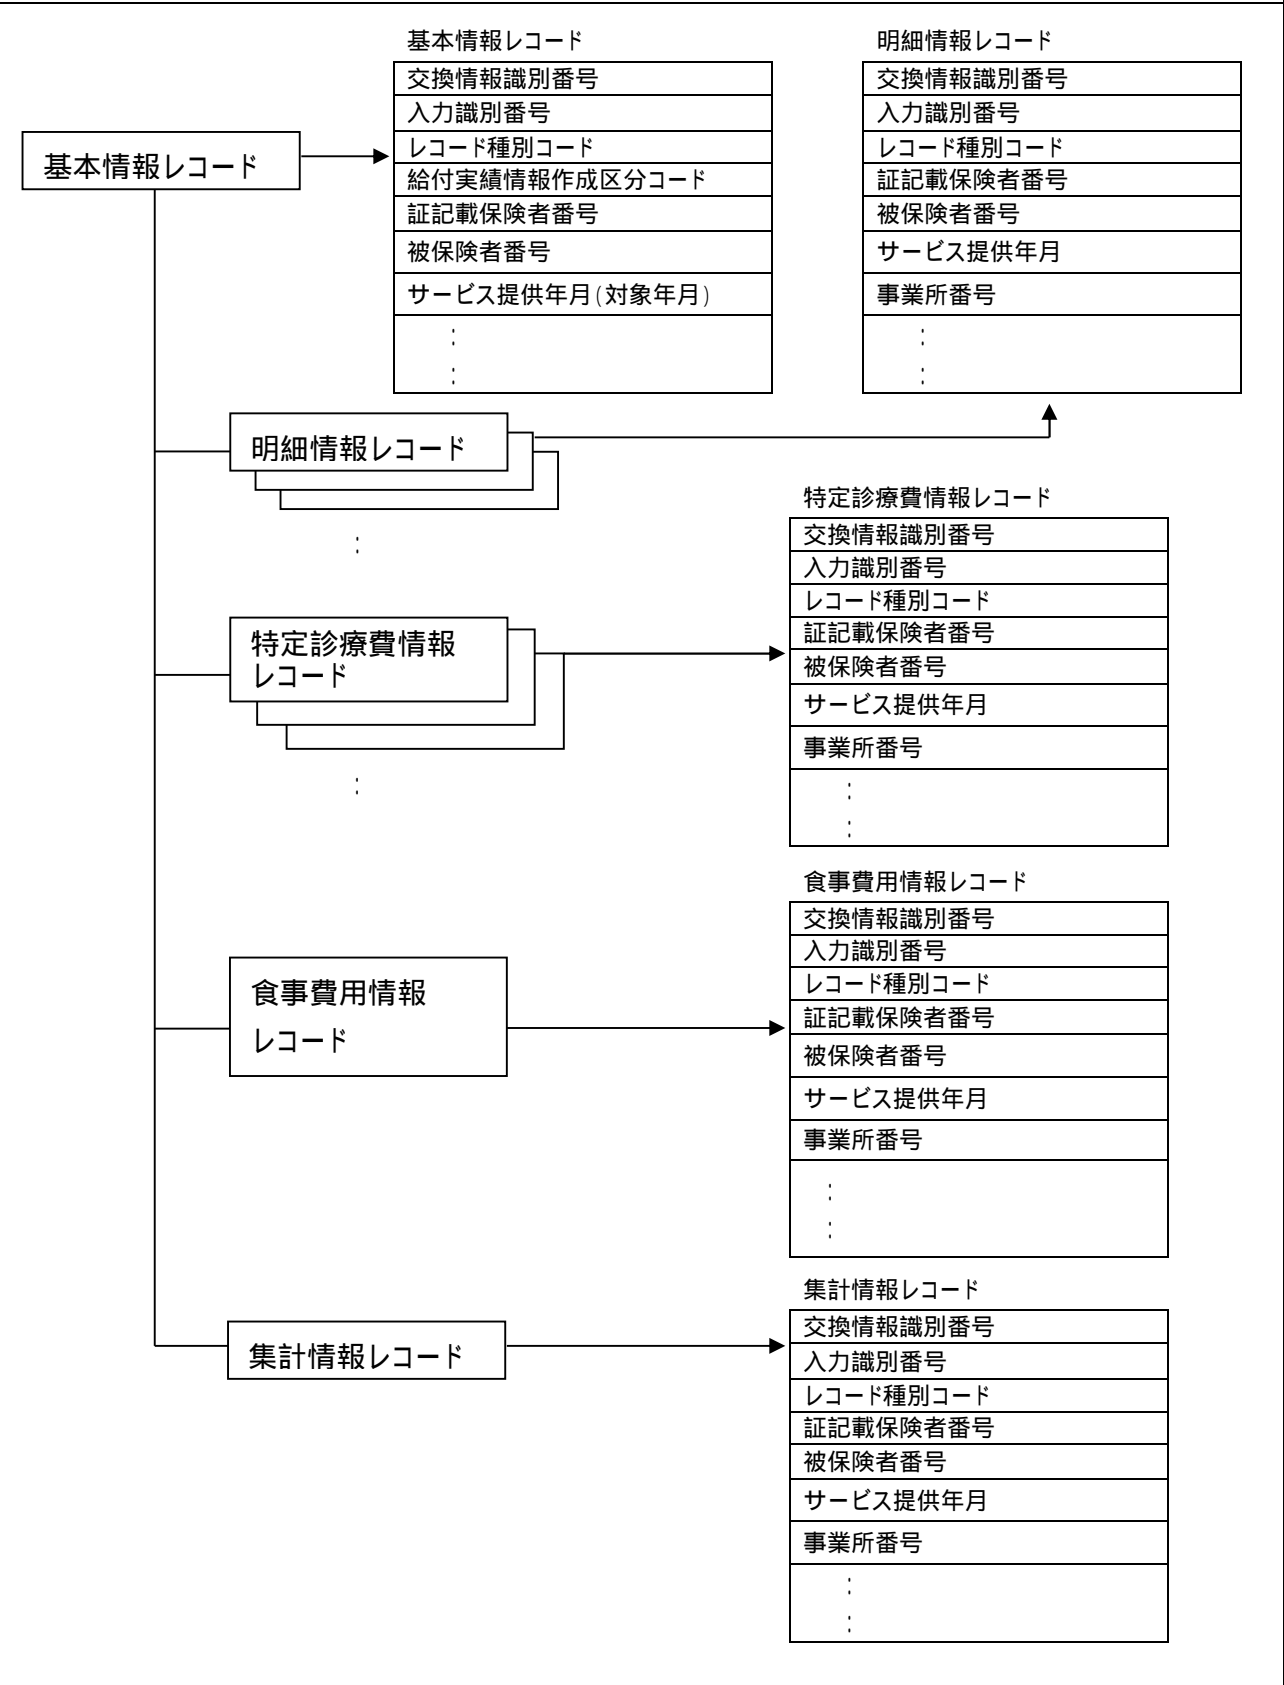 基本情報レコード
交換情報識別番号
入力識別番号
レコード種別コード
給付実績情報作成区分コード
証記載保険者番号
被保険者番号
サービス提供年月(対象年月)
:
:
明細情報レコード
交換情報識別番号
入力識別番号
レコード種別コード
証記載保険者番号
被保険者番号
サービス提供年月
事業所番号
:
:
基本情報レコード
明細情報レコード
:
特定診療費情報レコード
交換情報識別番号
入力識別番号
レコード種別コード
証記載保険者番号
被保険者番号
サービス提供年月
事業所番号
:
:
特定診療費情報
レコード
:
食事費用情報レコード
交換情報識別番号
入力識別番号
レコード種別コード
証記載保険者番号
被保険者番号
サービス提供年月
事業所番号
:
:
食事費用情報
レコード
集計情報レコード
交換情報識別番号
入力識別番号
レコード種別コード
証記載保険者番号
被保険者番号
サービス提供年月
事業所番号
:
:
集計情報レコード